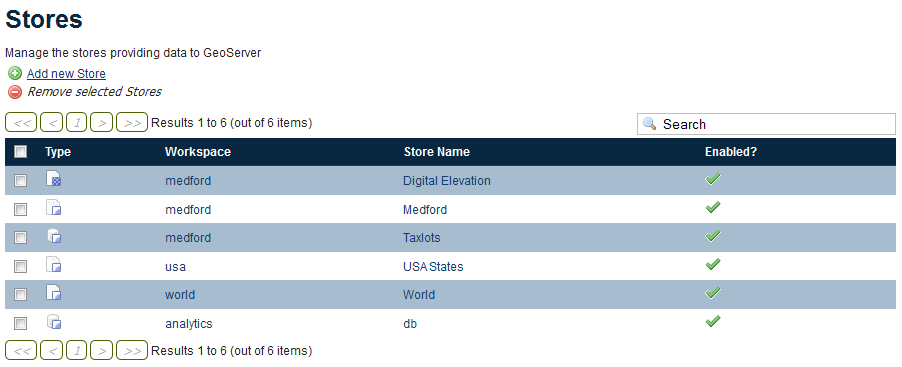 Stores
Manage the stores providing data to GeoServer
Add new Store
Remove selected Stores
<< < 1 > >> Results 1 to 6 (out of 6 items) Search
Type Workspace Store Name Enabled?
medford Digital Elevation
medford Medford
medford Taxlots
usa USA States
world World
analytics db
<< < 1 > >> Results 1 to 6 (out of 6 items)